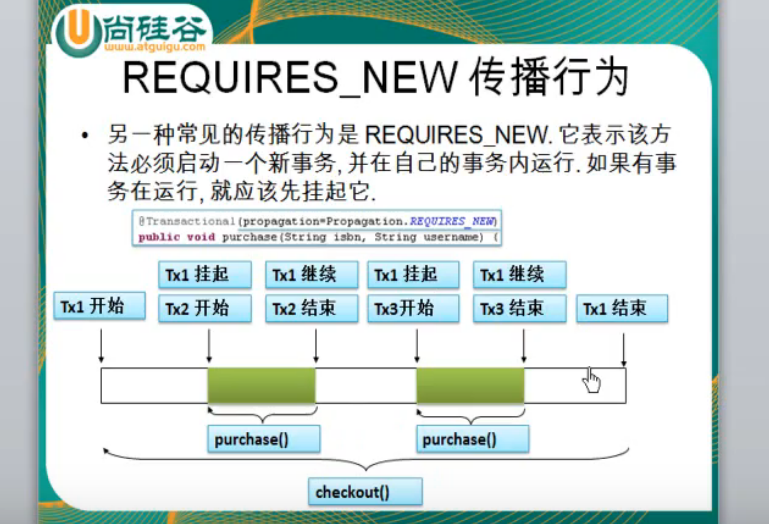 尚硅谷
www.atguigu.com
REQUIRES_NEW 传播行为
• 另一种常见的传播行为是 REQUIRES_NEW. 它表示该方
法必须启动一个新事务, 并在自己的事务内运行. 如果有事
务在运行, 就应该先挂起它.
@Transactional(propagation=Propagation.REQUIRES_NEW)
public void purchase(String isbn, String username) {
Tx1 挂起 Tx1 继续 Tx1 挂起 Tx1 继续
Tx1 开始 Tx2 开始 Tx2 结束 Tx3开始 Tx3 结束 Tx1 结束
purchase() purchase()
checkout()